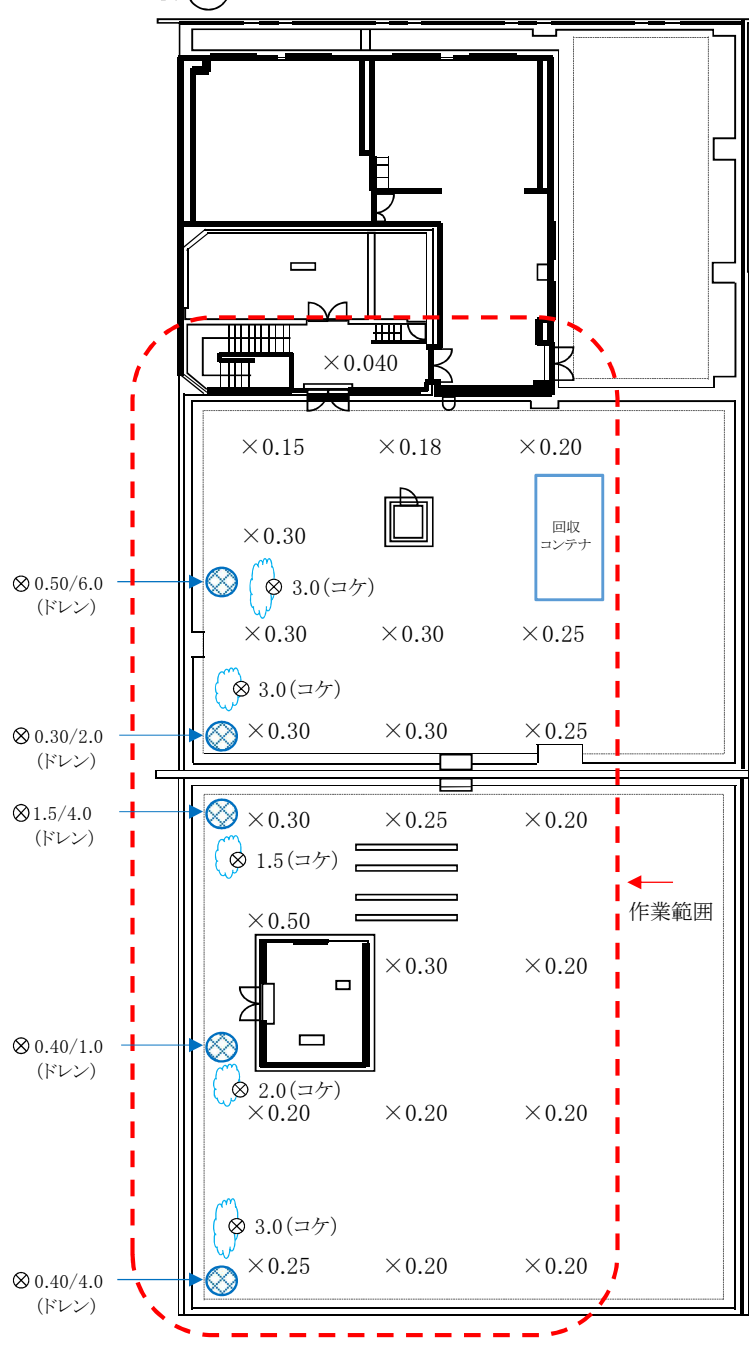 ×0.040
×0.15 ×0.18 ×0.20
回収
コンテナ
×0.30
⊗ 0.50/6.0
(ドレン)
⊗ 3.0(コケ)
×0.30 ×0.30 ×0.25
⊗ 3.0(コケ)
⊗ 0.30/2.0
(ドレン)
×0.30 ×0.30 ×0.25
⊗ 1.5/4.0
(ドレン)
×0.30 ×0.25 ×0.20
⊗ 1.5(コケ)
作業範囲
×0.50
×0.30 ×0.20
⊗ 0.40/1.0
(ドレン)
⊗ 2.0(コケ)
×0.20 ×0.20 ×0.20
⊗ 3.0(コケ)
×0.25 ×0.20 ×0.20
⊗ 0.40/4.0
(ドレン)